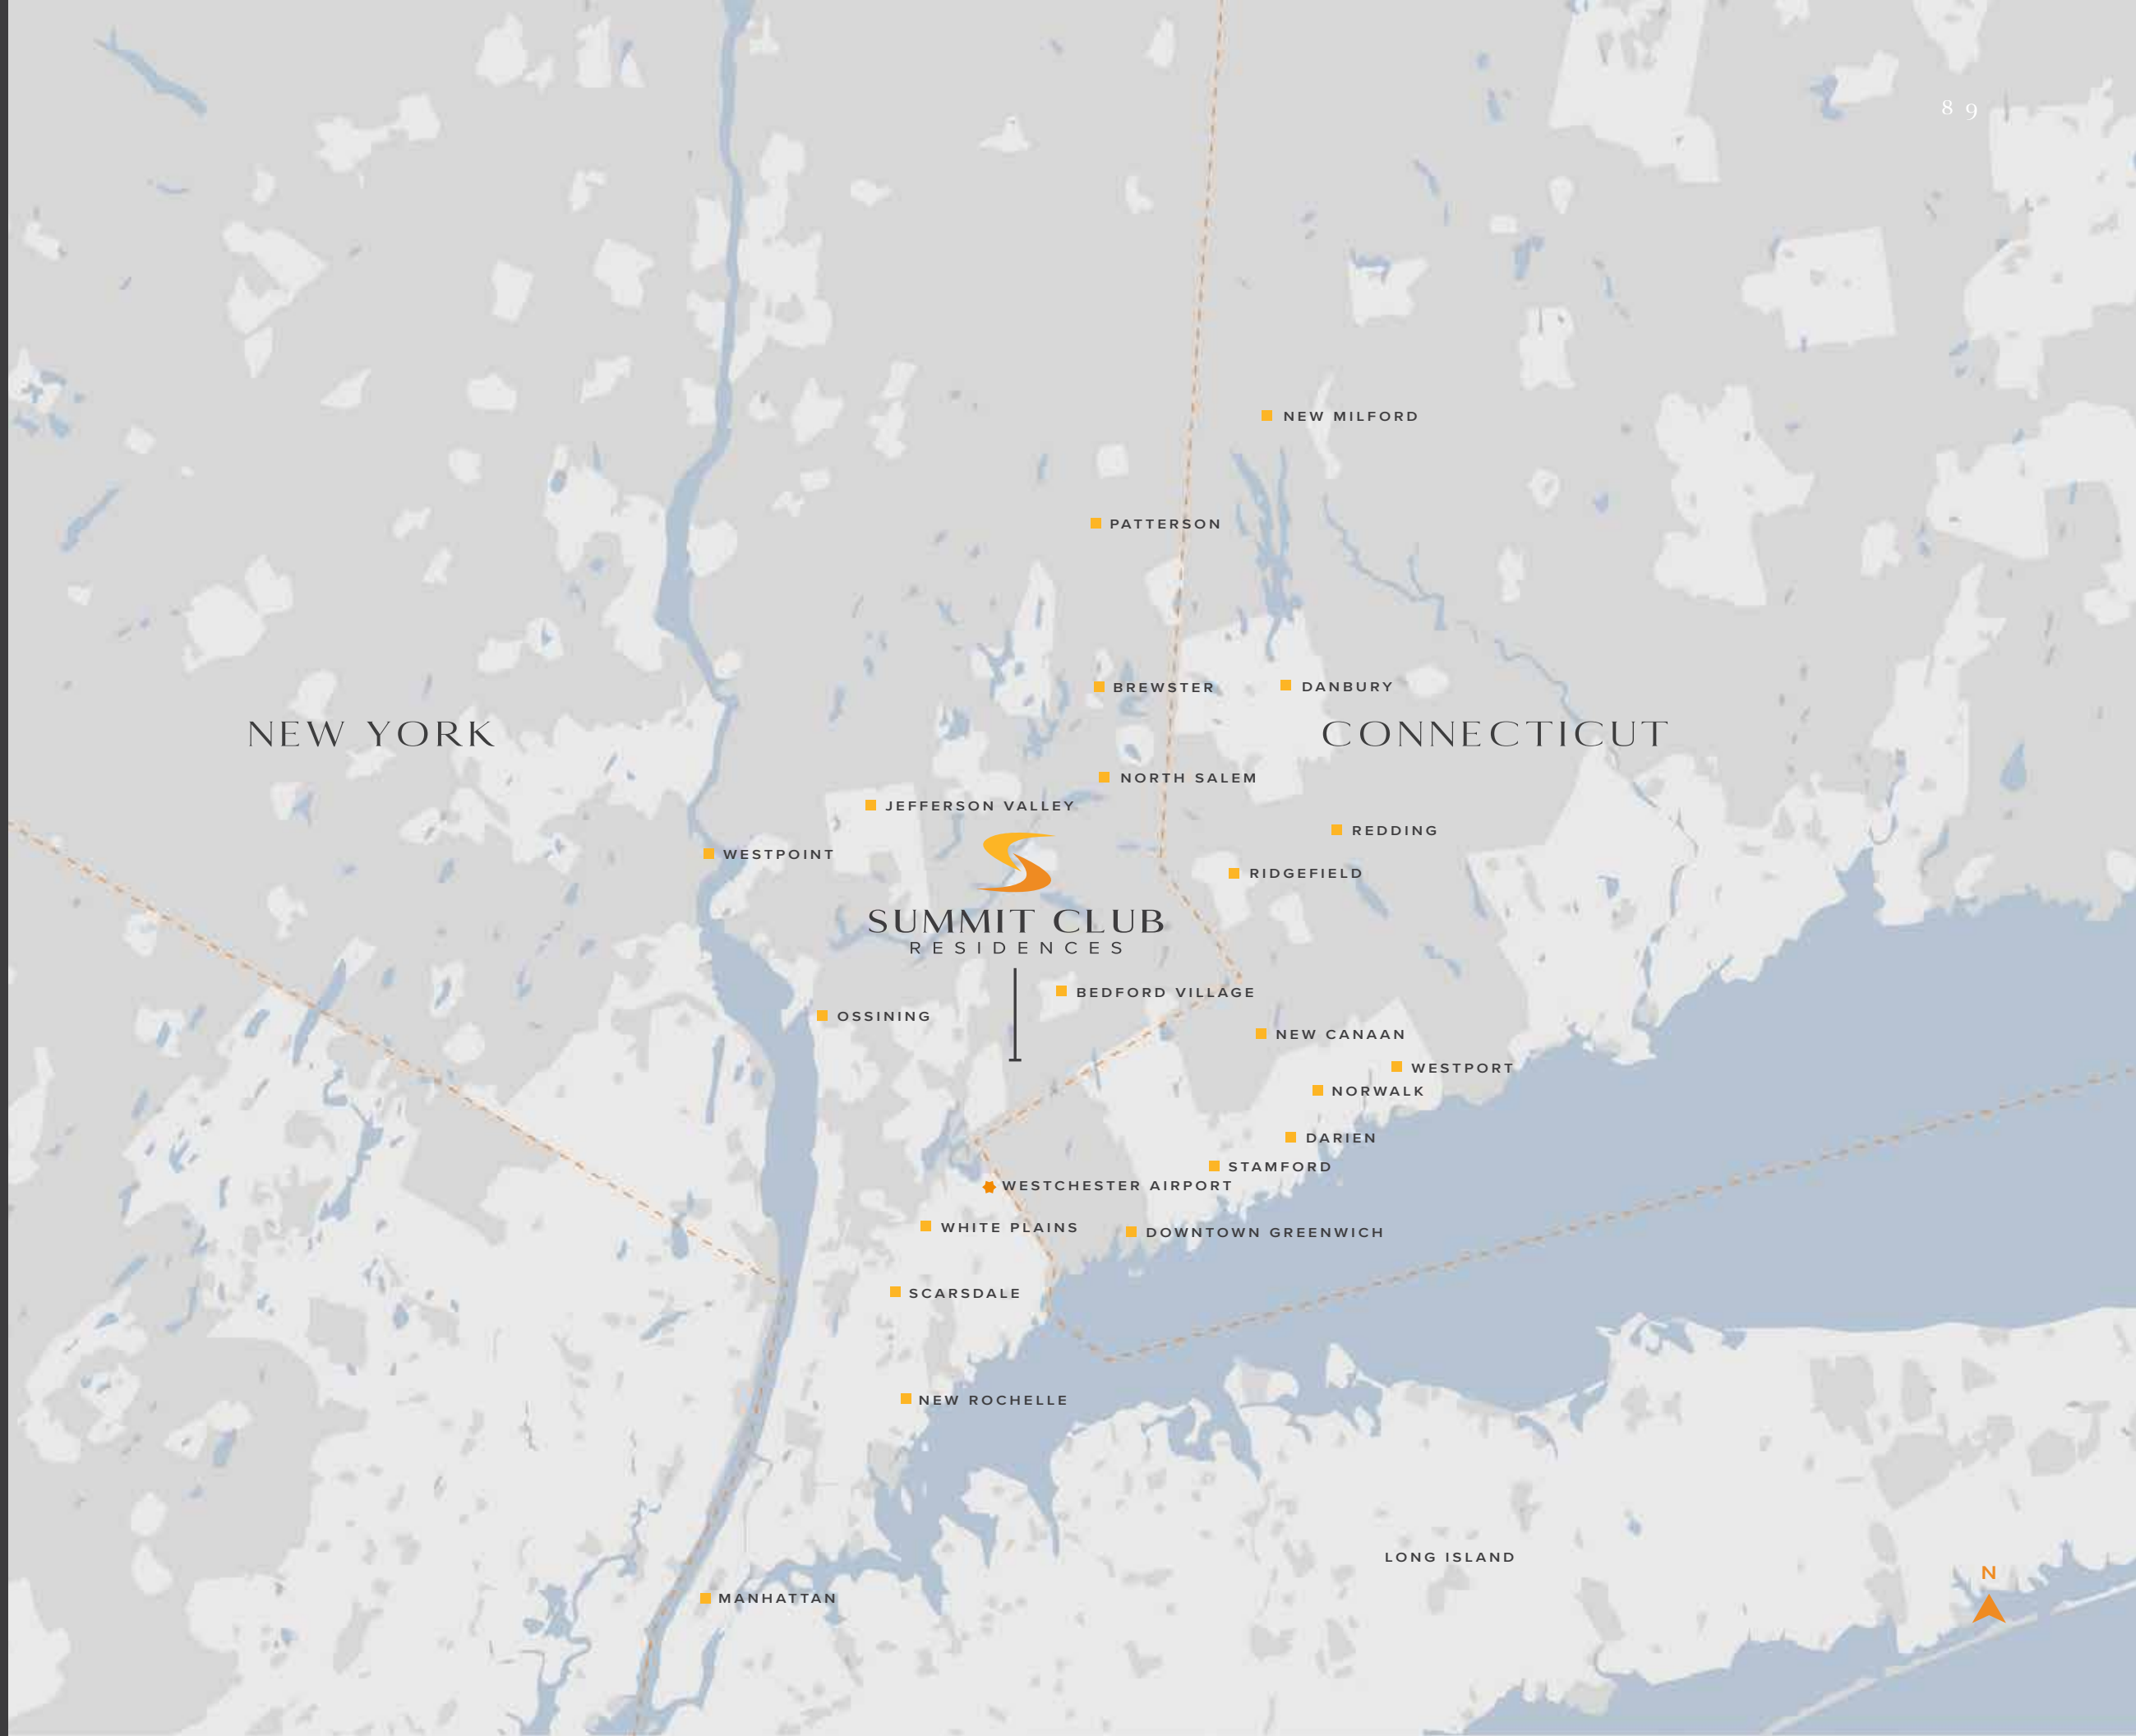 89
NEW MILFORD
PATTERSON
BREWSTER
DANBURY
NEW YORK
CONNECTICUT
NORTH SALEM
JEFFERSON VALLEY
REDDING
WESTPOINT
RIDGEFIELD
SUMMIT CLUB
RESIDENCES
BEDFORD VILLAGE
OSSINING
NEW CANAAN
WESTPORT
NORWALK
DARIEN
STAMFORD
WESTCHESTER AIRPORT
WHITE PLAINS
DOWNTOWN GREENWICH
SCARSDALE
NEW ROCHELLE
LONG ISLAND
N
MANHATTAN